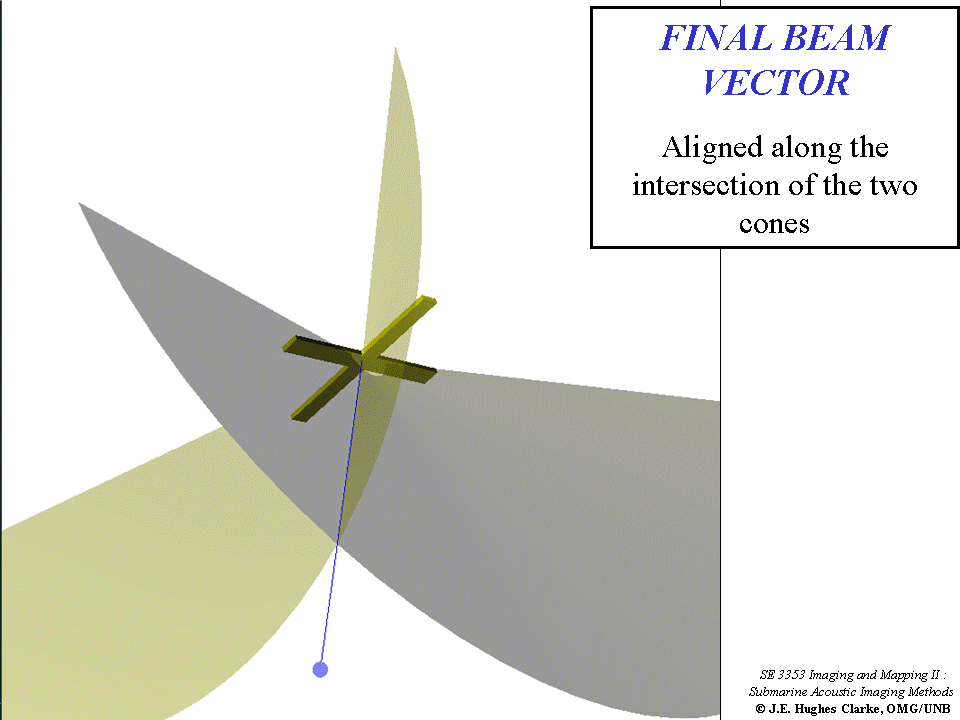 FINAL BEAM
VECTOR
Aligned along the
intersection of the two
cones
SE 3353 Imaging and Mapping II :
Submarine Acoustic Imaging Methods
© J.E. Hughes Clarke, OMG/UNB